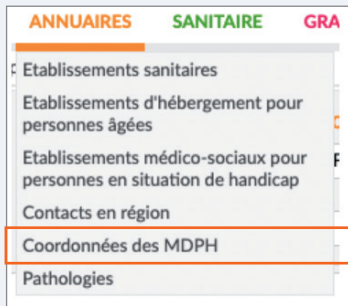 ANNUAIRES SANITAIRE GRA
Etablissements sanitaires
Etablissements d'hébergement pour
personnes âgées
Etablissements médico-sociaux pour
personnes en situation de handicap
Contacts en région
Coordonnées des MDPH
Pathologies